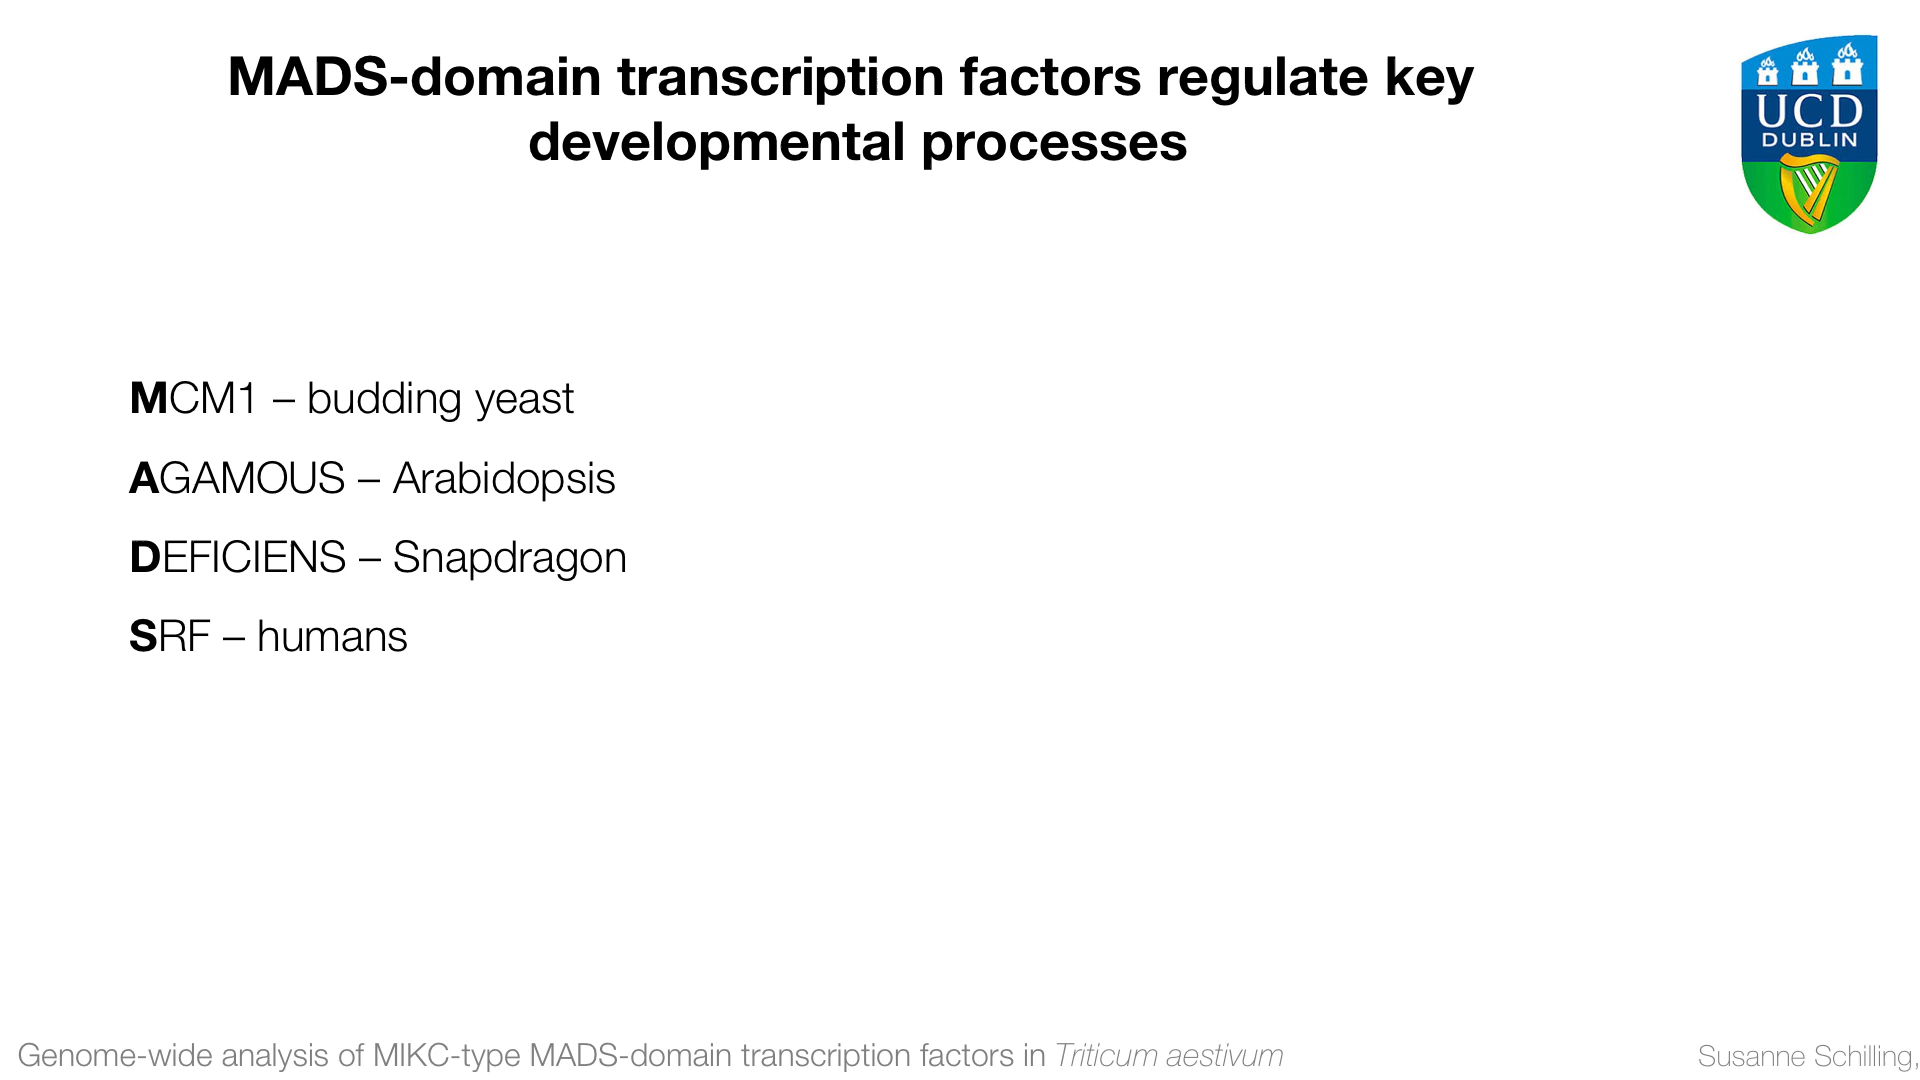 MADS-domain transcription factors regulate key
developmental processes
UCD
DUBLIN
MCM1 – budding yeast
AGAMOUS – Arabidopsis
DEFICIENS – Snapdragon
SRF – humans
Genome-wide analysis of MIKC-type MADS-domain transcription factors in Triticum aestivum
Susanne Schilling,